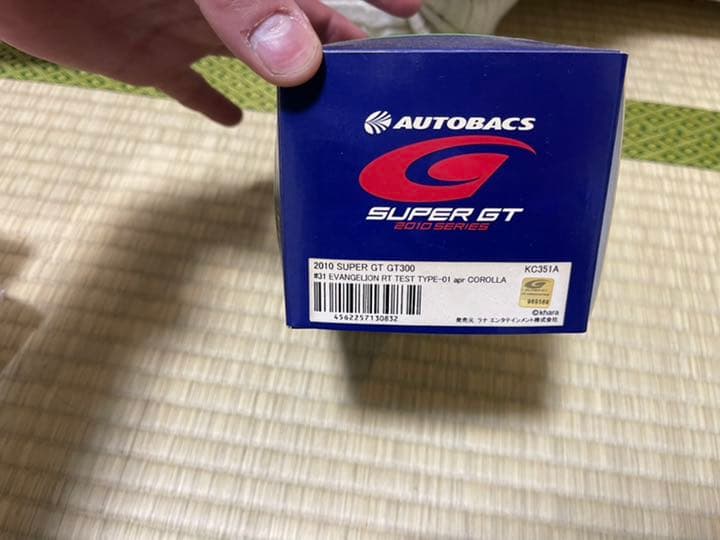 AUTOBACS
SUPER GT
2010 SERIES
2010 SUPER GT GT300 KC351A
#31 EVANGELION RT TEST TYPE-01 apr COROLLA
4562257130832
©khara
発売元 ラナ エンタテインメント株式会社